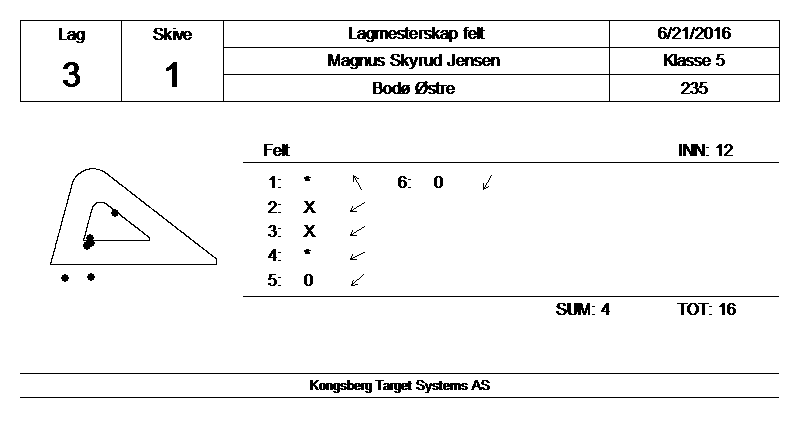 Lag Skive Lagmesterskap felt 6/21/2016
3 1 Magnus Skyrud Jensen Klasse 5
Bodø Østre 235
Felt INN: 12
1: * ↖ 6: 0 ↙
2: X ↙
3: X ↙
4: * ↙
5: 0 ↙
SUM: 4 TOT: 16
Kongsberg Target Systems AS